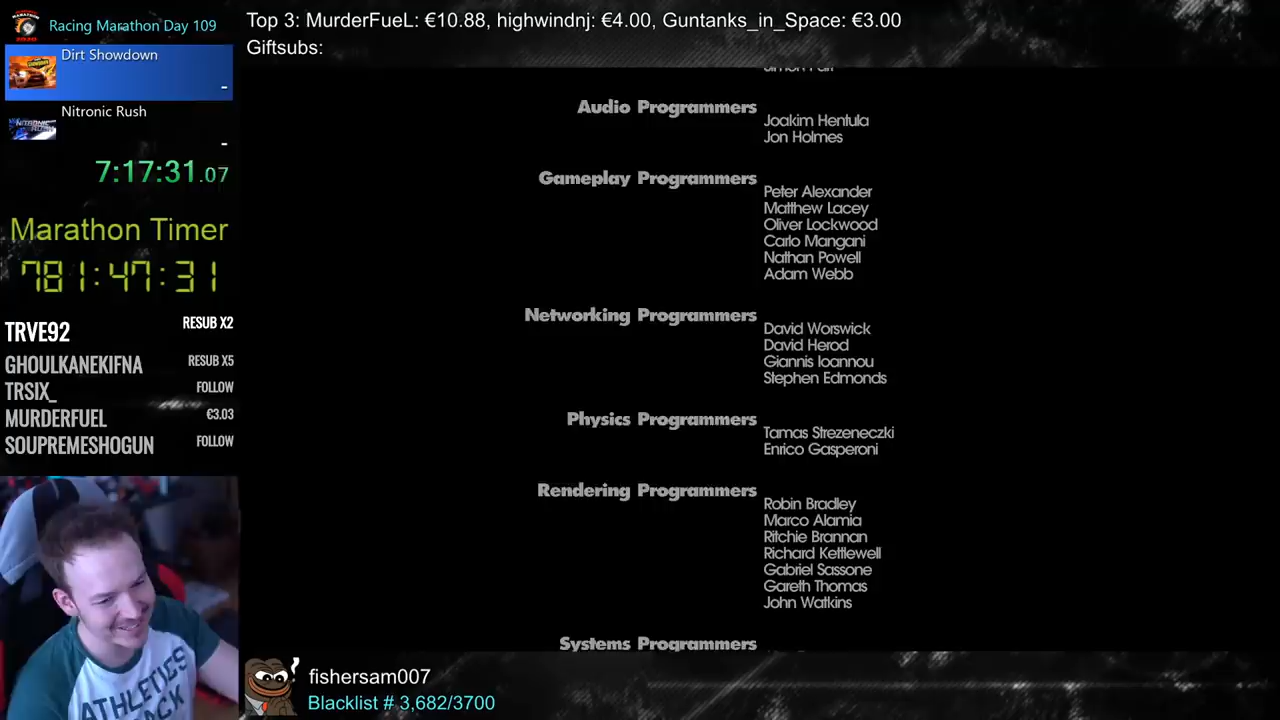 Racing Marathon Day 109
Dirt Showdown
-
Nitronic Rush
-
7:17:31.07
Marathon Timer
781:47:31
TRVE92 RESUB X2
GHOULKANEKIFNA RESUB X5
TRSIX_ FOLLOW
MURDERFUEL €3.03
SOUPREMESHOGUN FOLLOW
Top 3: MurderFueL: €10.88, highwindnj: €4.00, Guntanks_in_Space: €3.00
Giftsubs:
Audio Programmers
Joakim Hentula
Jon Holmes
Gameplay Programmers
Peter Alexander
Matthew Lacey
Oliver Lockwood
Carlo Mangani
Nathan Powell
Adam Webb
Networking Programmers
David Worswick
David Herod
Giannis Ioannou
Stephen Edmonds
Physics Programmers
Tamas Strezeneczki
Enrico Gasperoni
Rendering Programmers
Robin Bradley
Marco Alamia
Ritchie Brannan
Richard Kettlewell
Gabriel Sassone
Gareth Thomas
John Watkins
Systems Programmers
ATHLETICS
fishersam007
Blacklist # 3,682/3700